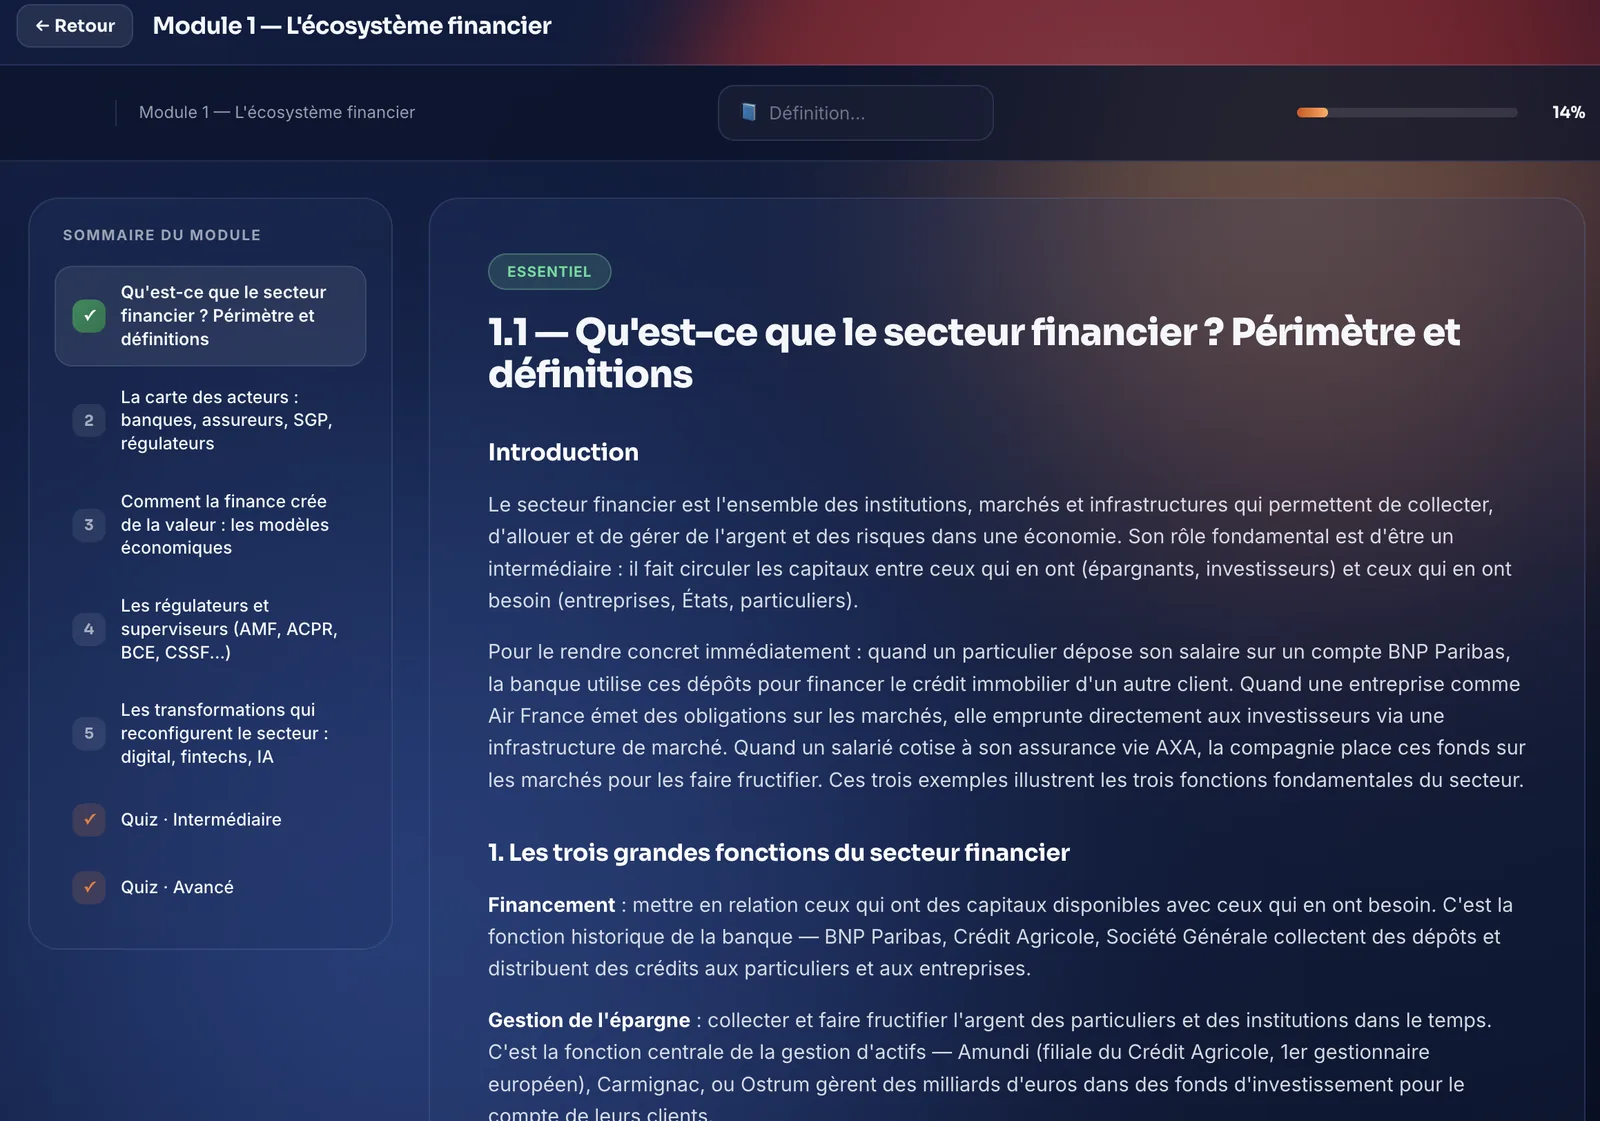 ← Retour
Module 1 — L'écosystème financier
Module 1 — L'écosystème financier
Définition...
14%
SOMMAIRE DU MODULE
✓
Qu'est-ce que le secteur
financier ? Périmètre et
définitions
2
La carte des acteurs :
banques, assureurs, SGP,
régulateurs
3
Comment la finance crée
de la valeur : les modèles
économiques
4
Les régulateurs et
superviseurs (AMF, ACPR,
BCE, CSSF...)
5
Les transformations qui
reconfigurent le secteur :
digital, fintechs, IA
✓ Quiz · Intermédiaire
✓ Quiz · Avancé
ESSENTIEL
1.1 — Qu'est-ce que le secteur financier ? Périmètre et
définitions
Introduction
Le secteur financier est l'ensemble des institutions, marchés et infrastructures qui permettent de collecter,
d'allouer et de gérer de l'argent et des risques dans une économie. Son rôle fondamental est d'être un
intermédiaire : il fait circuler les capitaux entre ceux qui en ont (épargnants, investisseurs) et ceux qui en ont
besoin (entreprises, États, particuliers).
Pour le rendre concret immédiatement : quand un particulier dépose son salaire sur un compte BNP Paribas,
la banque utilise ces dépôts pour financer le crédit immobilier d'un autre client. Quand une entreprise comme
Air France émet des obligations sur les marchés, elle emprunte directement aux investisseurs via une
infrastructure de marché. Quand un salarié cotise à son assurance vie AXA, la compagnie place ces fonds sur
les marchés pour les faire fructifier. Ces trois exemples illustrent les trois fonctions fondamentales du secteur.
1. Les trois grandes fonctions du secteur financier
Financement : mettre en relation ceux qui ont des capitaux disponibles avec ceux qui en ont besoin. C'est la
fonction historique de la banque — BNP Paribas, Crédit Agricole, Société Générale collectent des dépôts et
distribuent des crédits aux particuliers et aux entreprises.
Gestion de l'épargne : collecter et faire fructifier l'argent des particuliers et des institutions dans le temps.
C'est la fonction centrale de la gestion d'actifs — Amundi (filiale du Crédit Agricole, 1er gestionnaire
européen), Carmignac, ou Ostrum gèrent des milliards d'euros dans des fonds d'investissement pour le
compte de leurs clients.